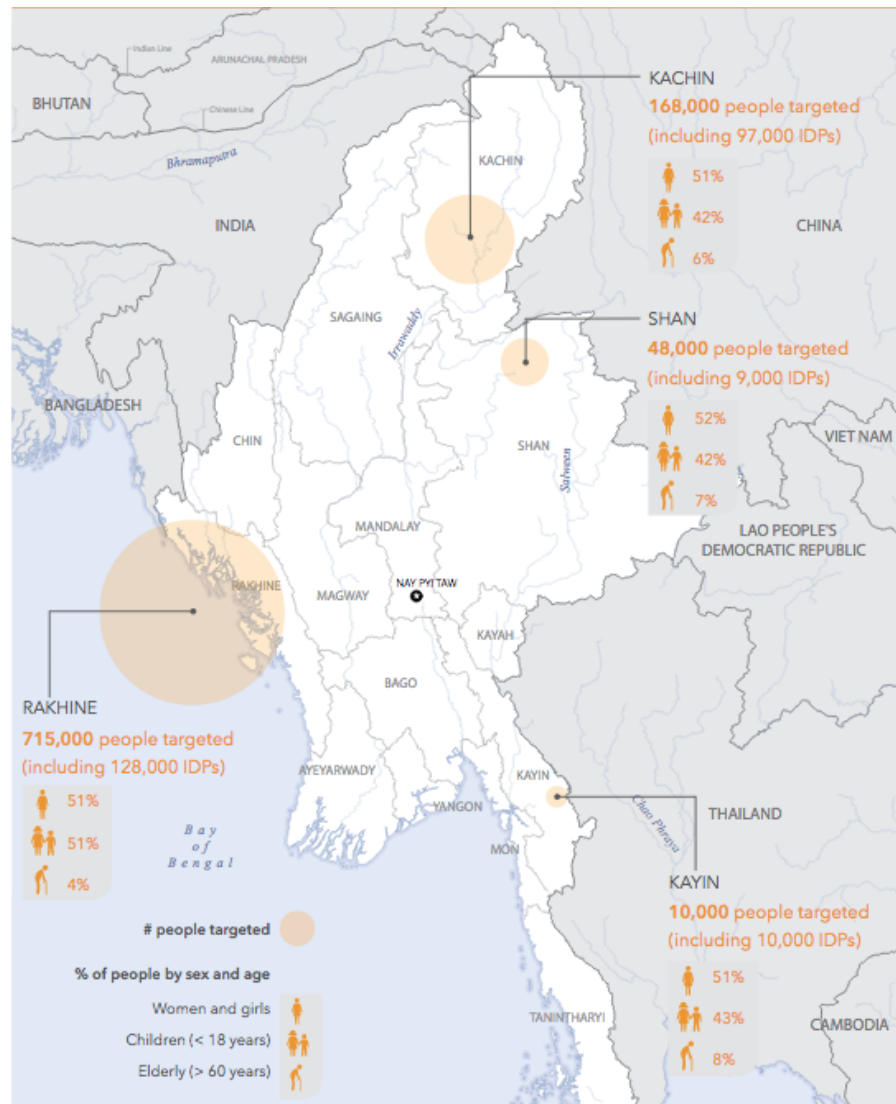 Indian Line
ARUNACHAL PRADESH
BHUTAN
Chinese Line
Bhramaputra
INDIA
KACHIN
KACHIN
168,000 people targeted
(including 97,000 IDPs)
51%
42%
6%
CHINA
SAGAING
Irrawaddy
SHAN
48,000 people targeted
(including 9,000 IDPs)
52%
42%
7%
BANGLADESH
CHIN
SHAN
Salween
VIET NAM
MANDALAY
LAO PEOPLE'S
DEMOCRATIC REPUBLIC
RAKHINE
MAGWAY
NAY PYI TAW
KAYAH
BAGO
RAKHINE
715,000 people targeted
(including 128,000 IDPs)
51%
51%
4%
AYEYARWADY
YANGON
KAYIN
MON
Bay
of
Bengal
Chao Phraya
THAILAND
KAYIN
10,000 people targeted
(including 10,000 IDPs)
51%
43%
8%
TANINTHARYI
CAMBODIA
# people targeted
% of people by sex and age
Women and girls
Children (< 18 years)
Elderly (> 60 years)